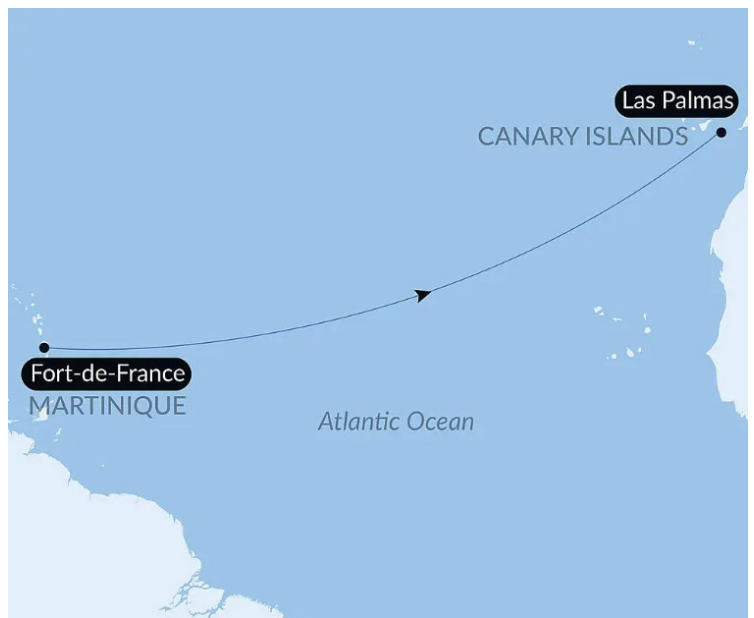 Las Palmas
CANARY ISLANDS
Fort-de-France
MARTINIQUE
Atlantic Ocean